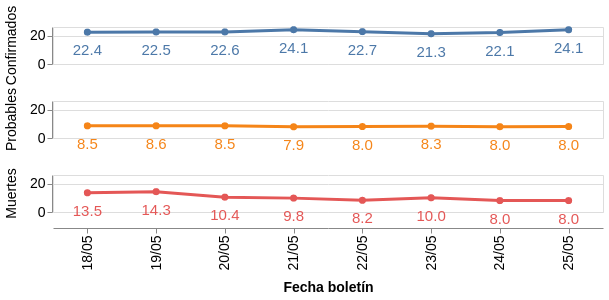 Confirmados
20
0
22.4 22.5 22.6 24.1 22.7 21.3 22.1 24.1
Probables
20
0
8.5 8.6 8.5 7.9 8.0 8.3 8.0 8.0
Muertes
20
0
13.5 14.3 10.4 9.8 8.2 10.0 8.0 8.0
18/05 19/05 20/05 21/05 22/05 23/05 24/05 25/05
Fecha boletín